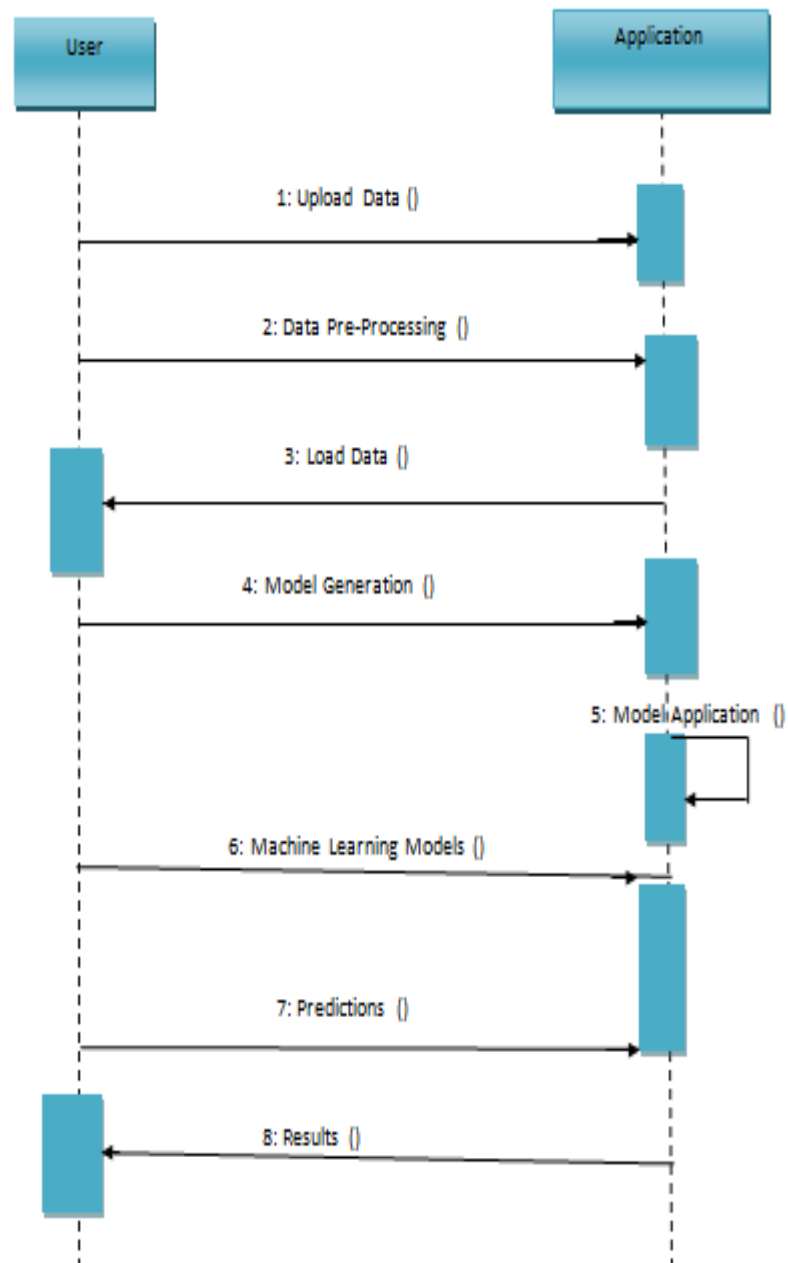 User
Application
1: Upload Data ()
2: Data Pre-Processing ()
3: Load Data ()
4: Model Generation ()
5: Model Application ()
6: Machine Learning Models ()
7: Predictions ()
8: Results ()